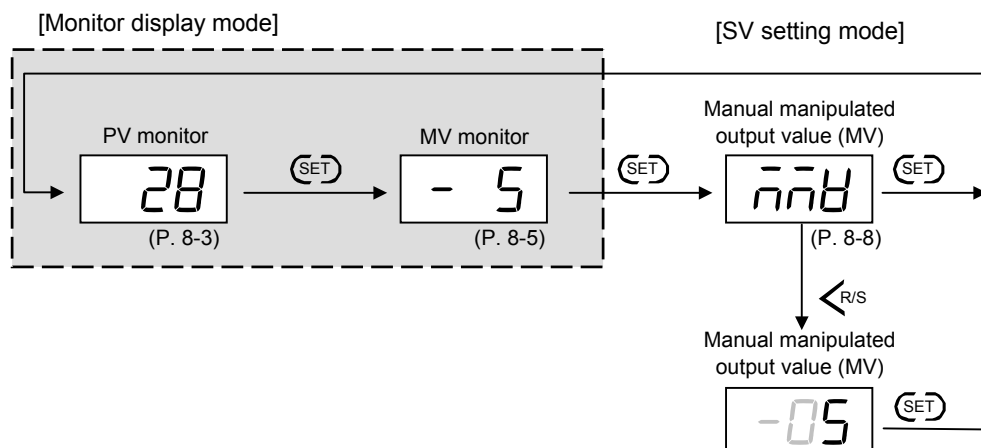 [Monitor display mode]
[SV setting mode]
PV monitor
28
(P. 8-3)
SET
MV monitor
- 5
(P. 8-5)
SET
Manual manipulated
output value (MV)
(P. 8-8)
SET
R/S
Manual manipulated
output value (MV)
-05
SET